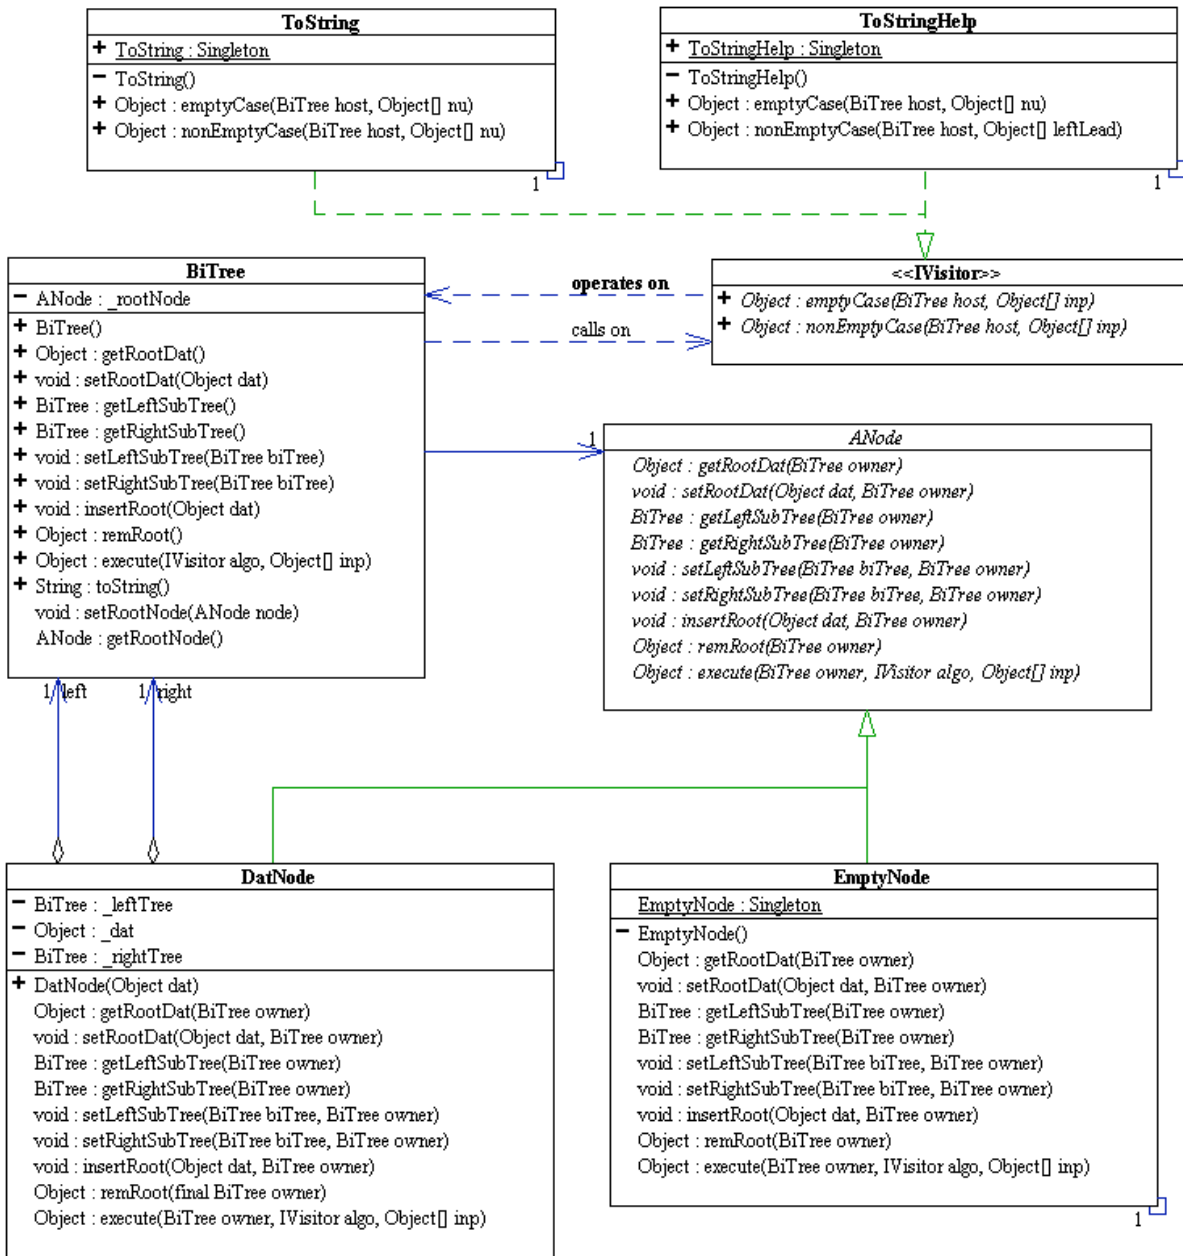 ToString
+ ToString : Singleton
− ToString()
+ Object : emptyCase(BiTree host, Object[] nu)
+ Object : nonEmptyCase(BiTree host, Object[] nu)
1
ToStringHelp
+ ToStringHelp : Singleton
− ToStringHelp()
+ Object : emptyCase(BiTree host, Object[] nu)
+ Object : nonEmptyCase(BiTree host, Object[] leftLead)
1
BiTree
− ANode : _rootNode
+ BiTree()
+ Object : getRootDat()
+ void : setRootDat(Object dat)
+ BiTree : getLeftSubTree()
+ BiTree : getRightSubTree()
+ void : setLeftSubTree(BiTree biTree)
+ void : setRightSubTree(BiTree biTree)
+ void : insertRoot(Object dat)
+ Object : remRoot()
+ Object : execute(IVisitor algo, Object[] inp)
+ String : toString()
void : setRootNode(ANode node)
ANode : getRootNode()
operates on
calls on
<<IVisitor>>
+ Object : emptyCase(BiTree host, Object[] inp)
+ Object : nonEmptyCase(BiTree host, Object[] inp)
1
ANode
Object : getRootDat(BiTree owner)
void : setRootDat(Object dat, BiTree owner)
BiTree : getLeftSubTree(BiTree owner)
BiTree : getRightSubTree(BiTree owner)
void : setLeftSubTree(BiTree biTree, BiTree owner)
void : setRightSubTree(BiTree biTree, BiTree owner)
void : insertRoot(Object dat, BiTree owner)
Object : remRoot(BiTree owner)
Object : execute(BiTree owner, IVisitor algo, Object[] inp)
1 left
1 right
DatNode
− BiTree : _leftTree
− Object : _dat
− BiTree : _rightTree
+ DatNode(Object dat)
Object : getRootDat(BiTree owner)
void : setRootDat(Object dat, BiTree owner)
BiTree : getLeftSubTree(BiTree owner)
BiTree : getRightSubTree(BiTree owner)
void : setLeftSubTree(BiTree biTree, BiTree owner)
void : setRightSubTree(BiTree biTree, BiTree owner)
void : insertRoot(Object dat, BiTree owner)
Object : remRoot(final BiTree owner)
Object : execute(BiTree owner, IVisitor algo, Object[] inp)
EmptyNode
EmptyNode : Singleton
− EmptyNode()
Object : getRootDat(BiTree owner)
void : setRootDat(Object dat, BiTree owner)
BiTree : getLeftSubTree(BiTree owner)
BiTree : getRightSubTree(BiTree owner)
void : setLeftSubTree(BiTree biTree, BiTree owner)
void : setRightSubTree(BiTree biTree, BiTree owner)
void : insertRoot(Object dat, BiTree owner)
Object : remRoot(BiTree owner)
Object : execute(BiTree owner, IVisitor algo, Object[] inp)
1